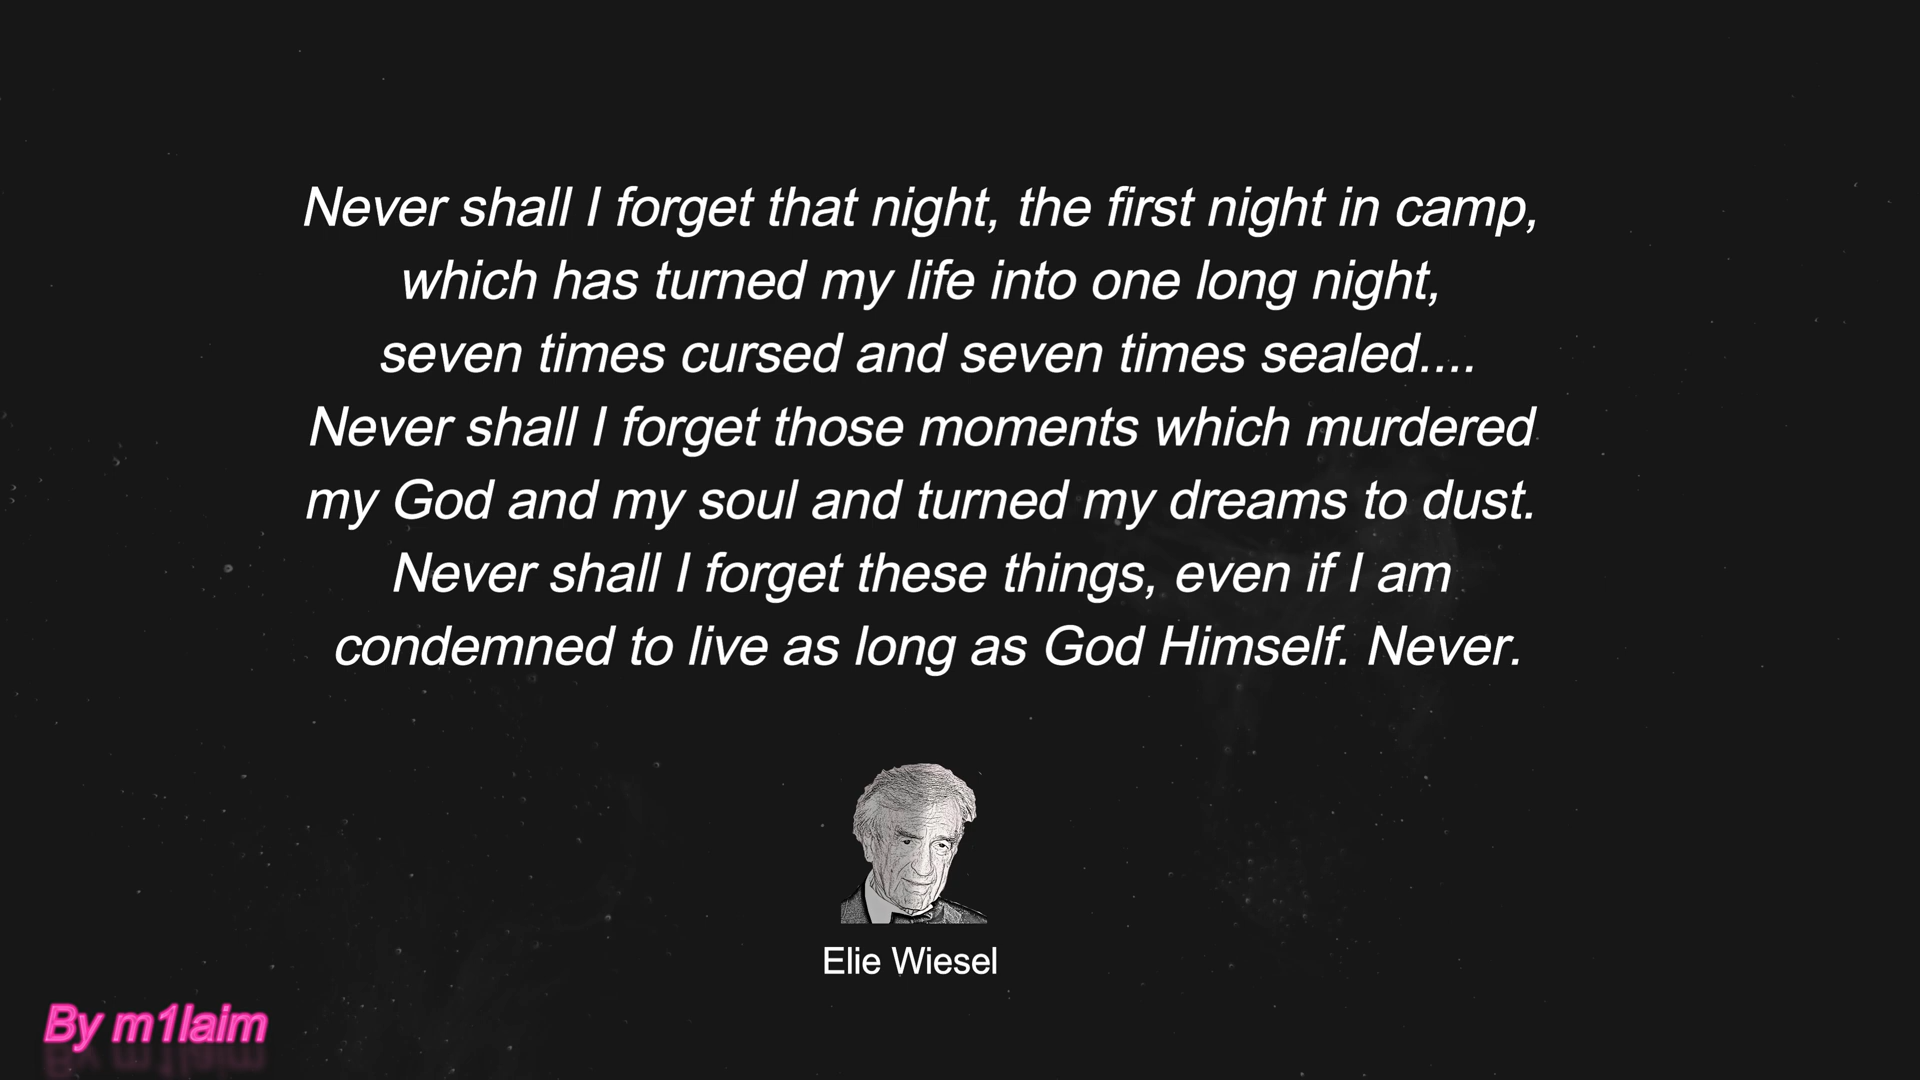 Never shall I forget that night, the first night in camp,
which has turned my life into one long night,
seven times cursed and seven times sealed....
Never shall I forget those moments which murdered
my God and my soul and turned my dreams to dust.
Never shall I forget these things, even if I am
condemned to live as long as God Himself. Never.
Elie Wiesel
By m1laim